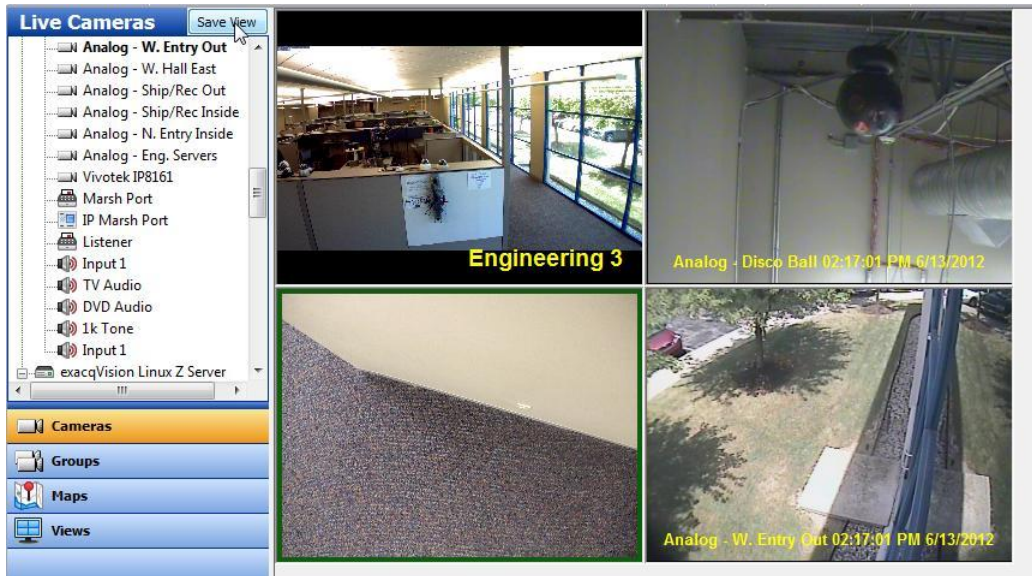 Live Cameras
Save View
Analog - W. Entry Out
Analog - W. Hall East
Analog - Ship/Rec Out
Analog - Ship/Rec Inside
Analog - N. Entry Inside
Analog - Eng. Servers
Vivotek IP8161
Marsh Port
IP Marsh Port
Listener
Input 1
TV Audio
DVD Audio
1k Tone
Input 1
exacqVision Linux Z Server
Cameras
Groups
Maps
Views
Engineering 3
Analog - Disco Ball 02:17:01 PM 6/13/2012
Analog - W. Entry Out 02:17:01 PM 6/13/2012